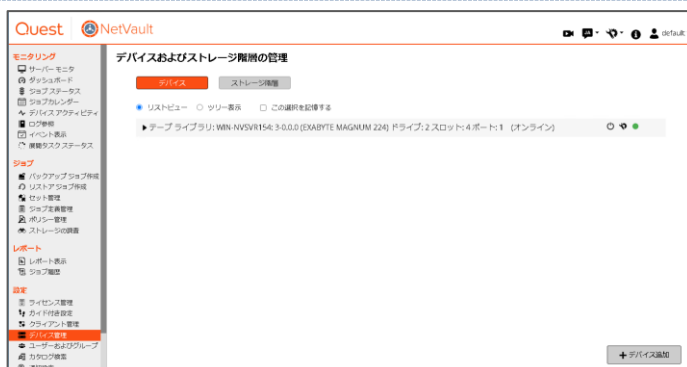 Quest NetVault
default
モニタリング
サーバー モニタ
ダッシュボード
ジョブ ステータス
ジョブカレンダー
デバイス アクティビティ
ログ参照
イベント表示
展開タスク ステータス
ジョブ
バックアップ ジョブ作成
リストア ジョブ作成
セット管理
ジョブ定義管理
ポリシー管理
ストレージの調査
レポート
レポート表示
ジョブ履歴
設定
ライセンス管理
ガイド付き設定
クライアント管理
デバイス管理
ユーザーおよびグループ
カタログ検索
デバイスおよびストレージ階層の管理
デバイス ストレージ階層
リストビュー ツリー表示 この選択を記憶する
テープ ライブラリ: WIN-NVSVR154: 3-0.0.0 (EXABYTE MAGNUM 224) ドライブ: 2 スロット: 4 ポート: 1 (オンライン)
デバイス追加